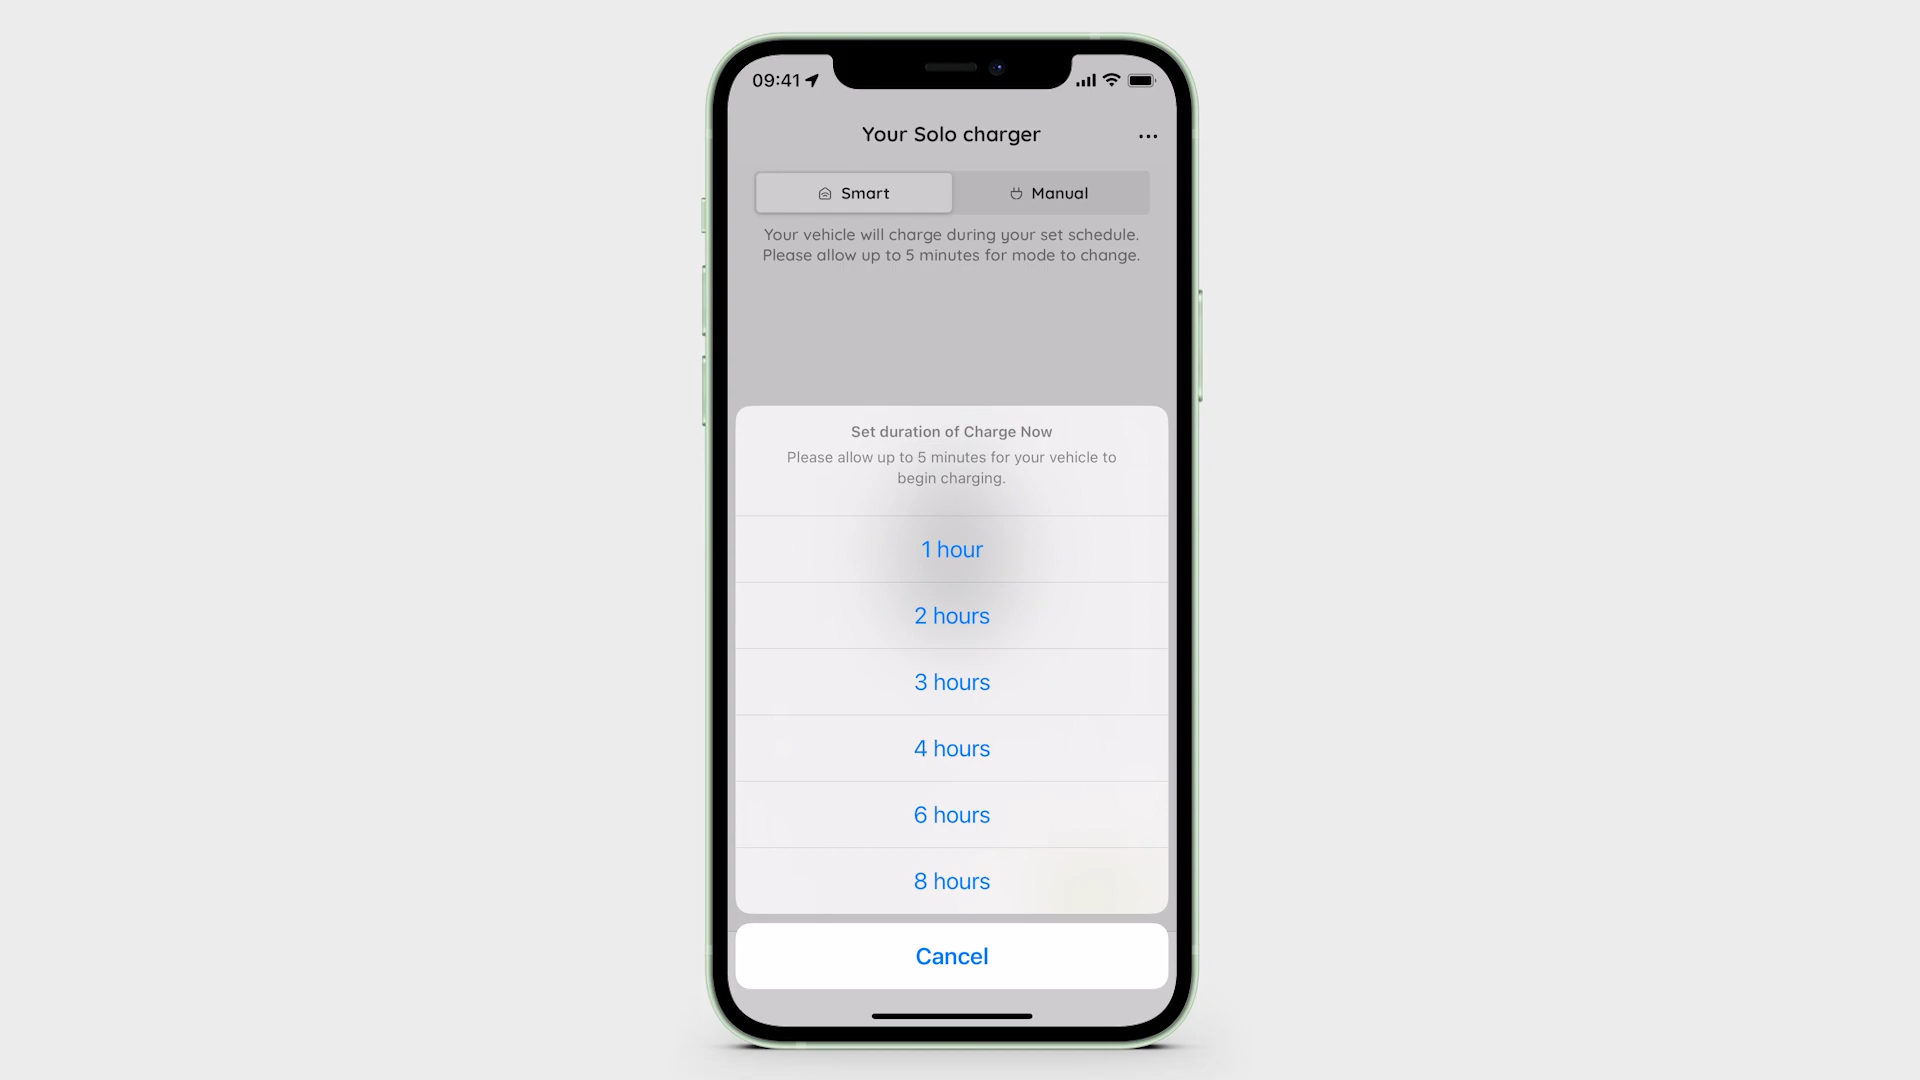 09:41
Your Solo charger
Smart
Manual
Your vehicle will charge during your set schedule.
Please allow up to 5 minutes for mode to change.
Set duration of Charge Now
Please allow up to 5 minutes for your vehicle to
begin charging.
1 hour
2 hours
3 hours
4 hours
6 hours
8 hours
Cancel